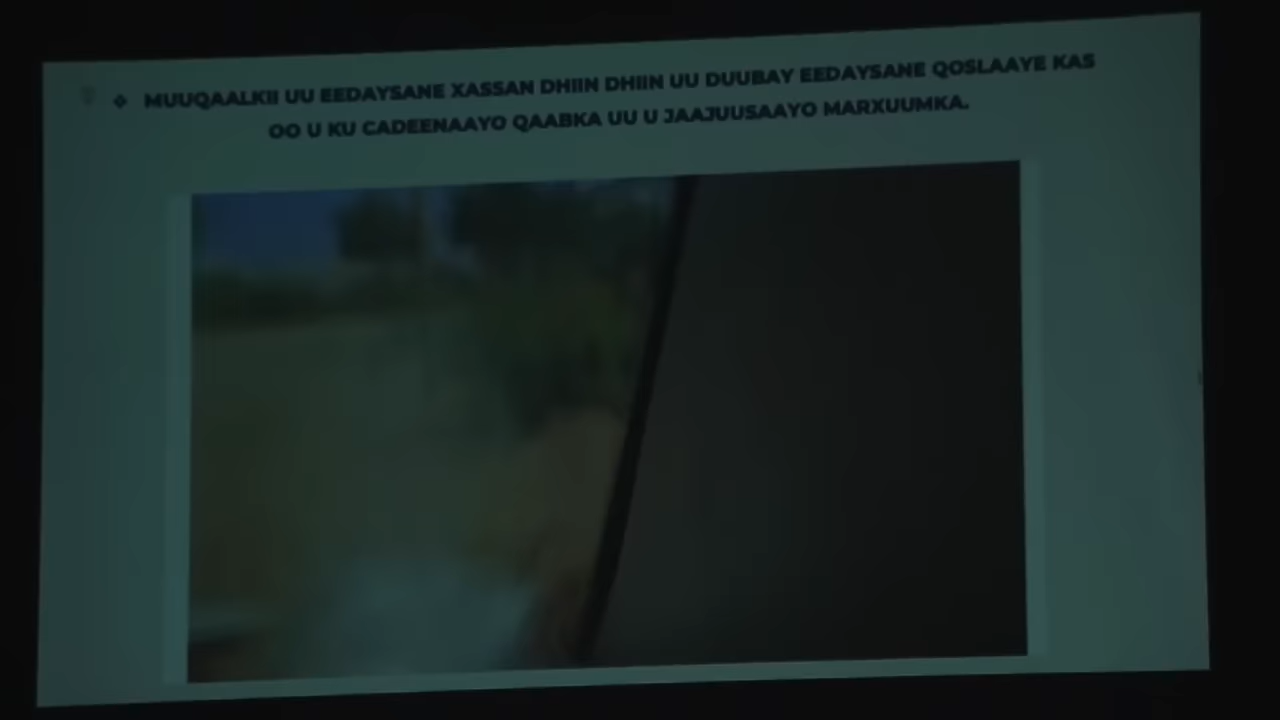 ❖ MUUQAALKII UU EEDAYSANE XASSAN DHIIN DHIIN UU DUUBAY EEDAYSANE QOSLAAYE KAS
OO U KU CADEENAAYO QAABKA UU U JAAJUUSAAYO MARXUUMKA.